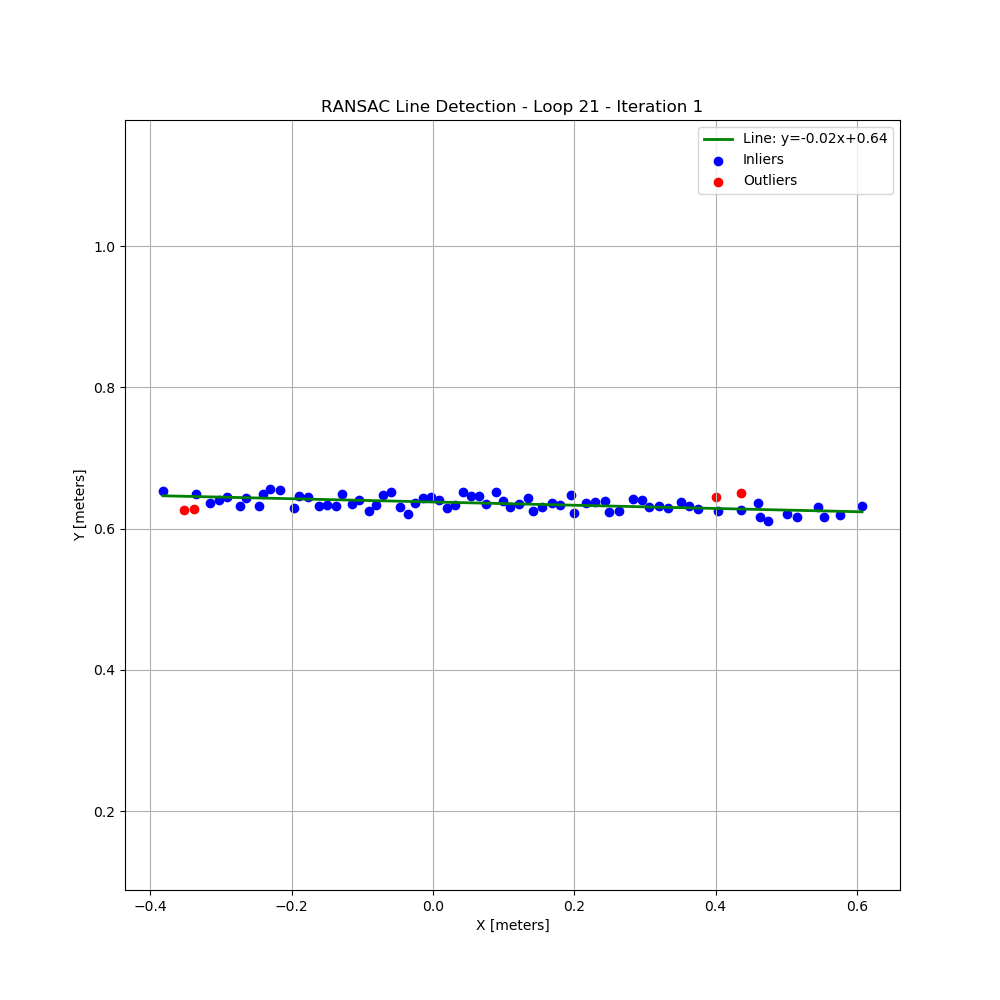 RANSAC Line Detection - Loop 21 - Iteration 1
Line: y=-0.02x+0.64
Inliers
Outliers
1.0
0.8
0.6
0.4
0.2
Y [meters]
−0.4 −0.2 0.0 0.2 0.4 0.6
X [meters]